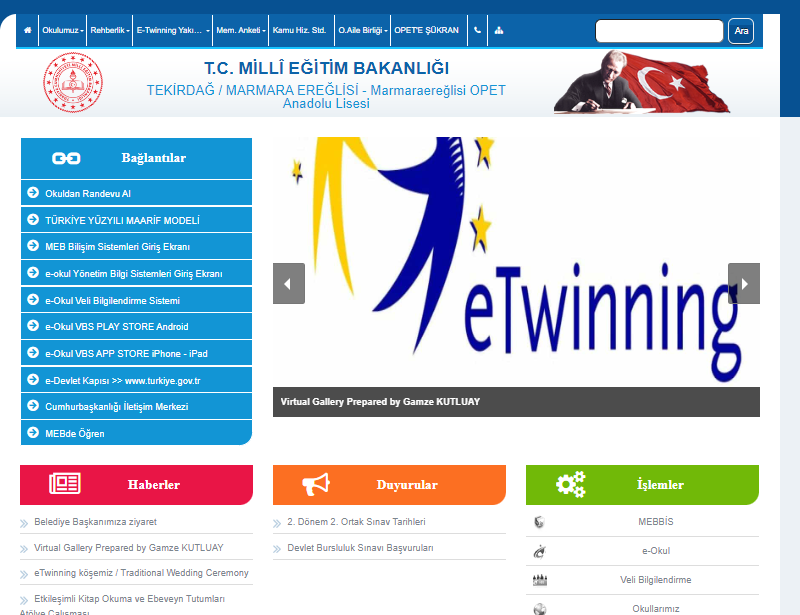 Okulumuz
Rehberlik
E-Twinning Yakı...
Mem. Anketi
Kamu Hiz. Std.
O.Aile Birliği
OPET'E ŞÜKRAN
Ara
T.C. MİLLÎ EĞİTİM BAKANLIĞI
TEKİRDAĞ / MARMARA EREĞLİSİ - Marmaraereğlisi OPET
Anadolu Lisesi
Bağlantılar
Okuldan Randevu Al
TÜRKİYE YÜZYILI MAARİF MODELİ
MEB Bilişim Sistemleri Giriş Ekranı
e-okul Yönetim Bilgi Sistemleri Giriş Ekranı
e-Okul Veli Bilgilendirme Sistemi
e-Okul VBS PLAY STORE Android
e-Okul VBS APP STORE iPhone - iPad
e-Devlet Kapısı >> www.turkiye.gov.tr
Cumhurbaşkanlığı İletişim Merkezi
MEBde Öğren
eTwinning
Virtual Gallery Prepared by Gamze KUTLUAY
Haberler
Belediye Başkanımıza ziyaret
Virtual Gallery Prepared by Gamze KUTLUAY
eTwinning köşemiz / Traditional Wedding Ceremony
Etkileşimli Kitap Okuma ve Ebeveyn Tutumları
Atölye Çalışması
Duyurular
2. Dönem 2. Ortak Sınav Tarihleri
Devlet Bursluluk Sınavı Başvuruları
İşlemler
MEBBİS
e-Okul
Veli Bilgilendirme
Okullarımız